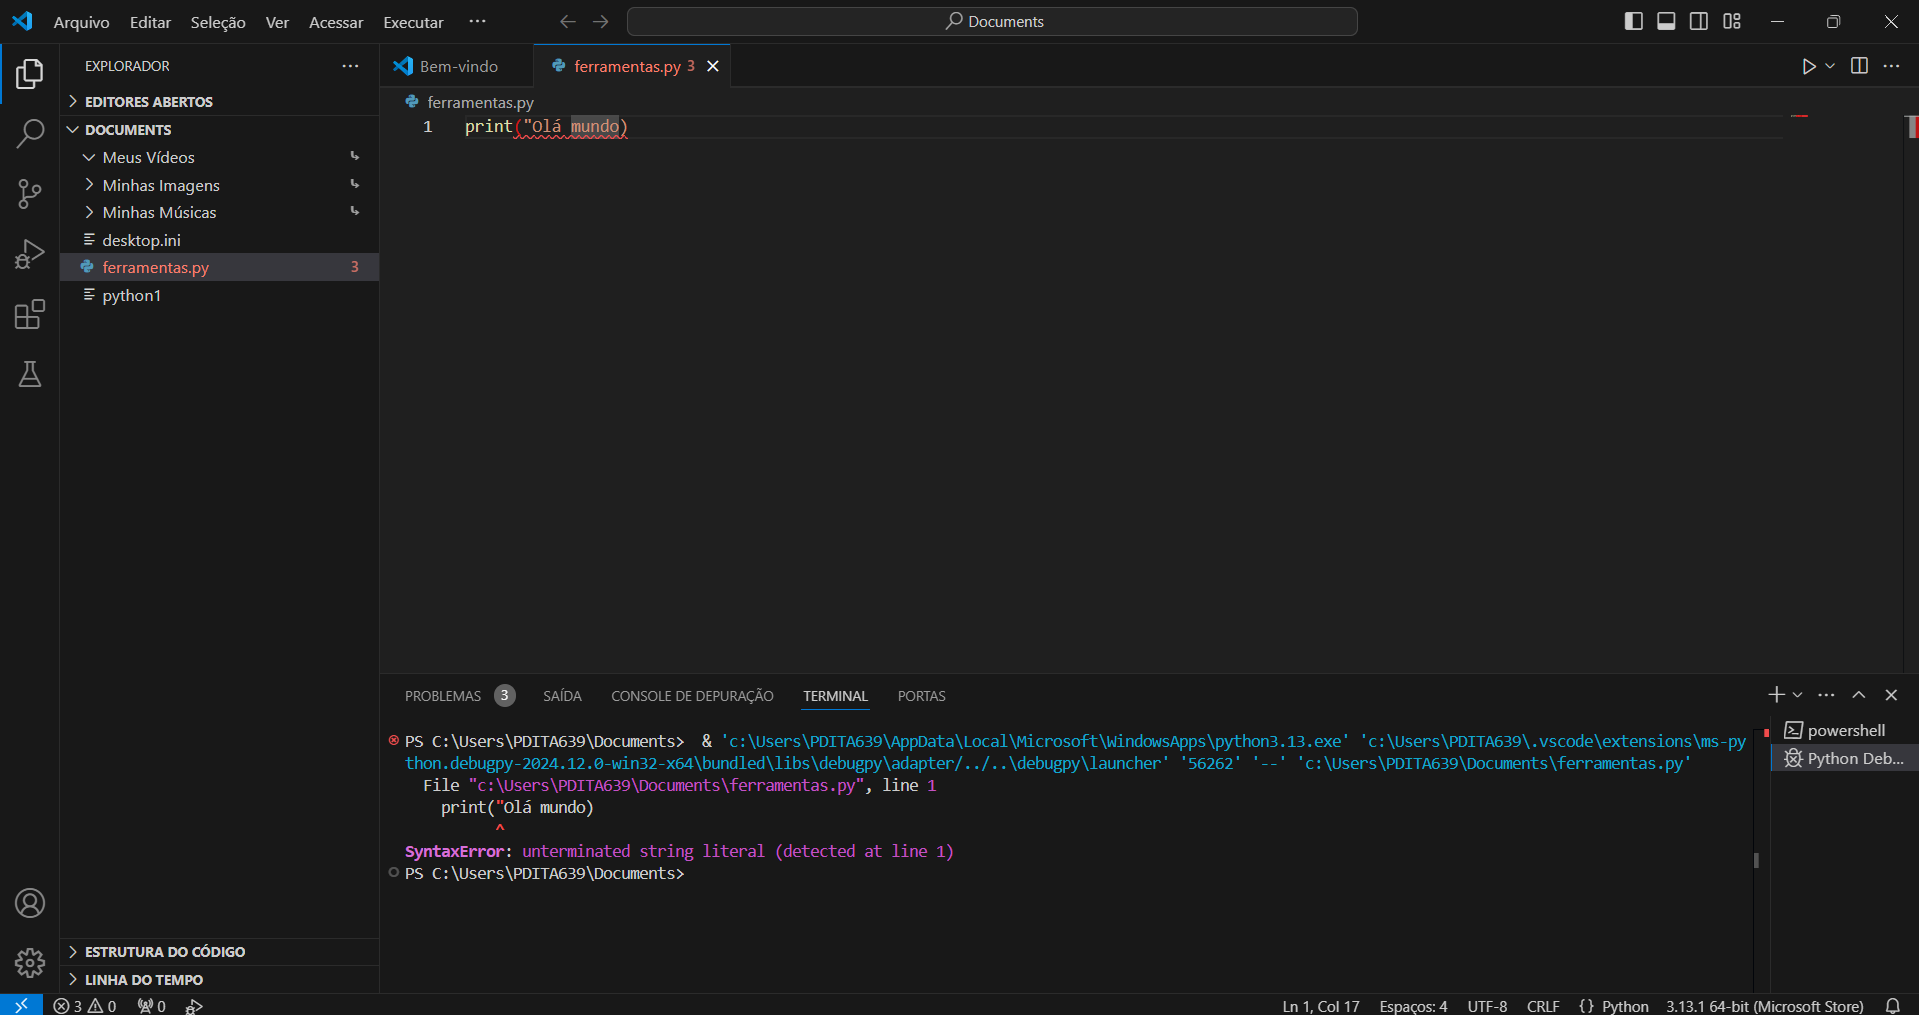 Arquivo Editar Seleção Ver Acessar Executar ··· Documents
EXPLORADOR ···
EDITORES ABERTOS
DOCUMENTS
Meus Vídeos
Minhas Imagens
Minhas Músicas
desktop.ini
ferramentas.py 3
python1
ESTRUTURA DO CÓDIGO
LINHA DO TEMPO
Bem-vindo ferramentas.py 3
ferramentas.py
1 print("Olá mundo)
PROBLEMAS 3 SAÍDA CONSOLE DE DEPURAÇÃO TERMINAL PORTAS
PS C:\Users\PDITA639\Documents>  & 'c:\Users\PDITA639\AppData\Local\Microsoft\WindowsApps\python3.13.exe' 'c:\Users\PDITA639\.vscode\extensions\ms-py
thon.debugpy-2024.12.0-win32-x64\bundled\libs\debugpy\adapter/../..\debugpy\launcher' '56262' '--' 'c:\Users\PDITA639\Documents\ferramentas.py'
  File "c:\Users\PDITA639\Documents\ferramentas.py", line 1
    print("Olá mundo)
          ^
SyntaxError: unterminated string literal (detected at line 1)
PS C:\Users\PDITA639\Documents>
powershell
Python Deb...
3 0 0 Ln 1, Col 17 Espaços: 4 UTF-8 CRLF {} Python 3.13.1 64-bit (Microsoft Store)